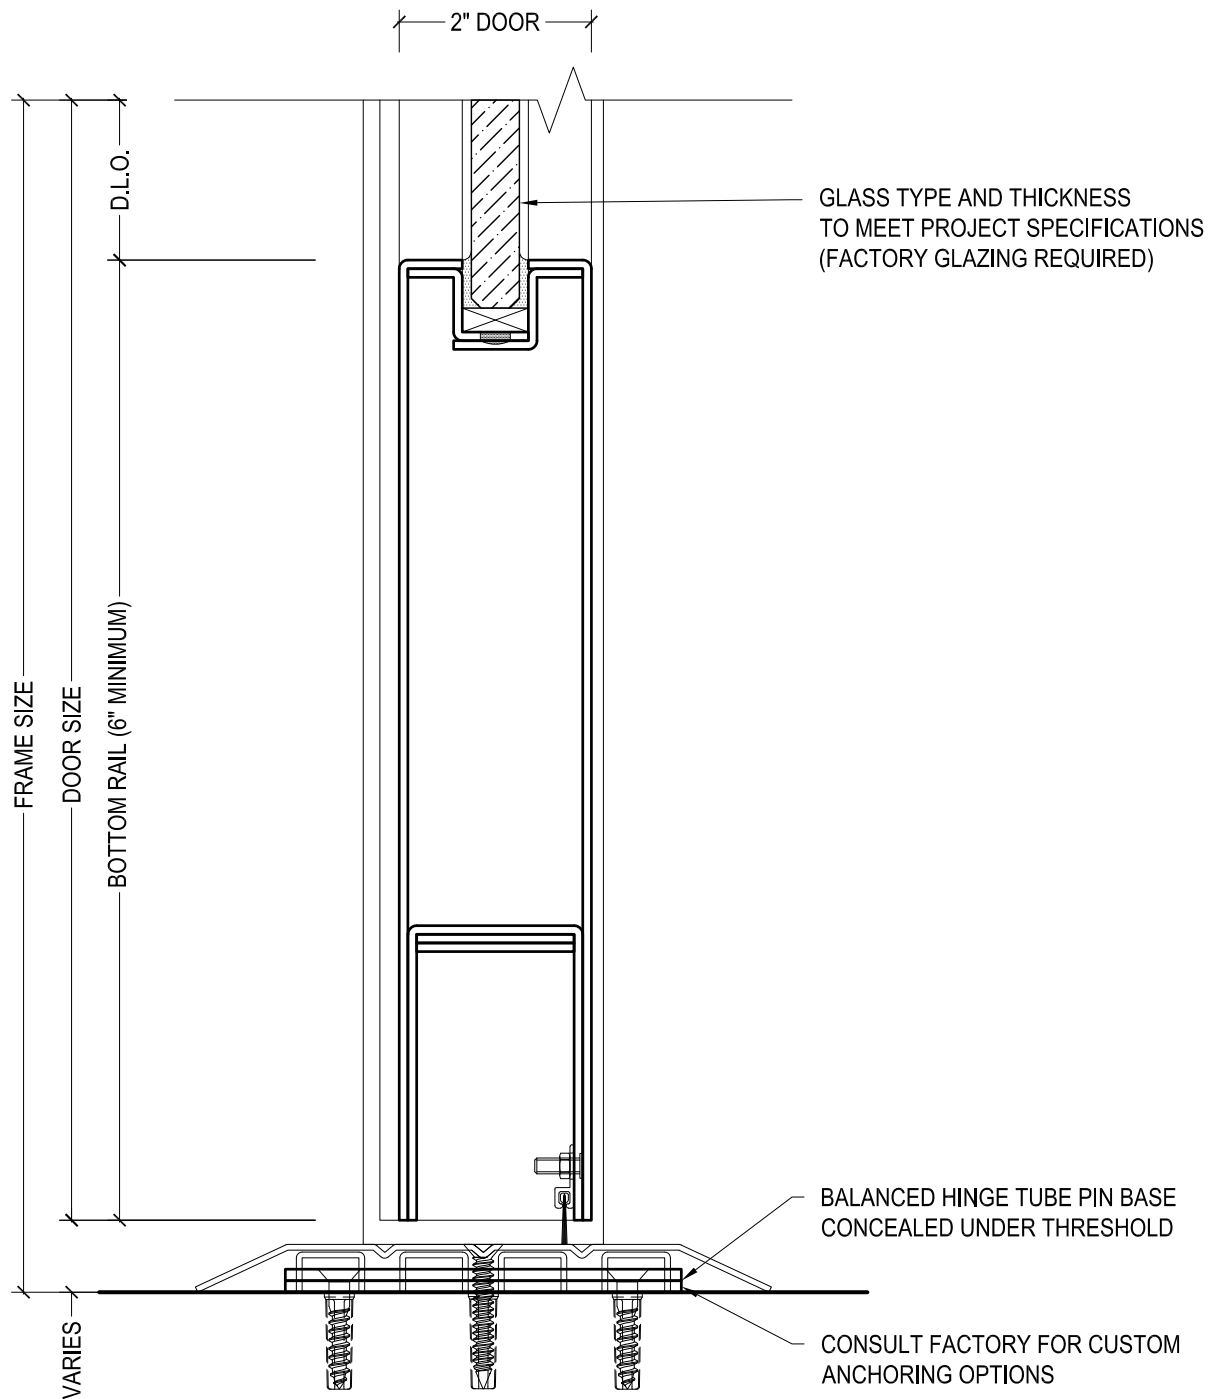 2" DOOR
D.L.O.
GLASS TYPE AND THICKNESS
TO MEET PROJECT SPECIFICATIONS
(FACTORY GLAZING REQUIRED)
FRAME SIZE
DOOR SIZE
BOTTOM RAIL (6" MINIMUM)
BALANCED HINGE TUBE PIN BASE
CONCEALED UNDER THRESHOLD
VARIES
CONSULT FACTORY FOR CUSTOM
ANCHORING OPTIONS